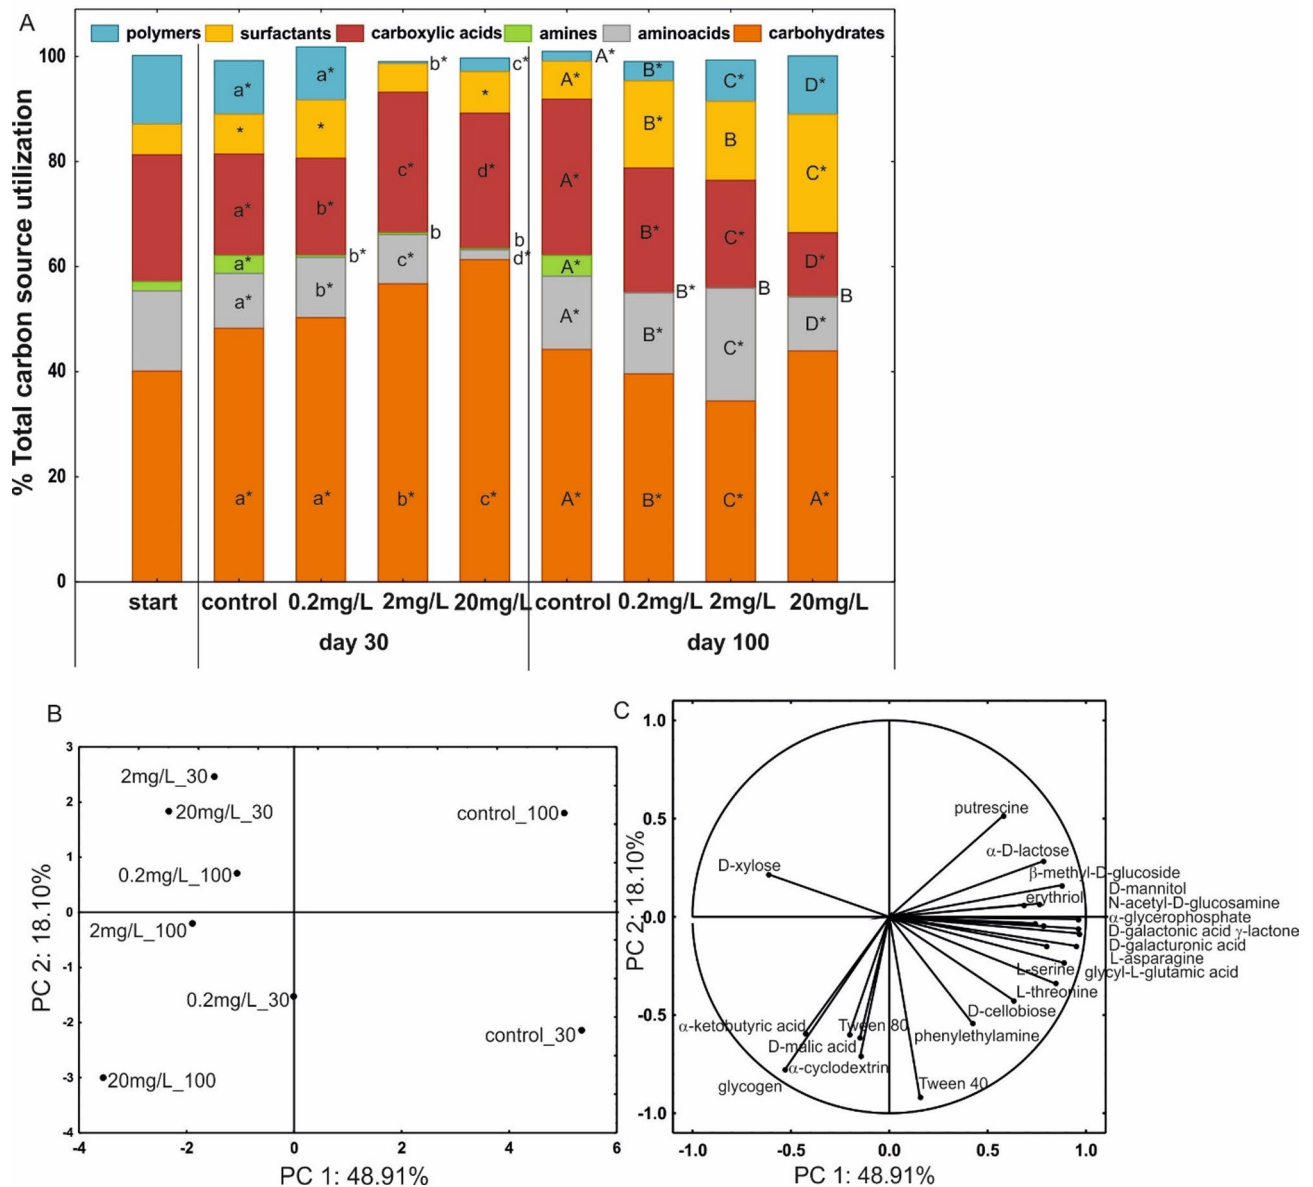 A
polymers surfactants carboxylic acids amines aminoacids carbohydrates
% Total carbon source utilization
100
80
60
40
20
0
a*
*
a*
a*
a*
a*
a*
*
b*
b*
b*
a*
b*
c*
b
c*
b*
c*
*
d*
b
d*
c*
A*
A*
A*
A*
A*
A*
B*
B*
B*
B*
B*
B*
C*
B
C*
B
C*
C*
D*
C*
D*
B
D*
A*
start control 0.2mg/L 2mg/L 20mg/L control 0.2mg/L 2mg/L 20mg/L
day 30 day 100
B
PC 2: 18.10%
3
2
1
0
-1
-2
-3
-4
2mg/L_30
20mg/L_30
control_100
0.2mg/L_100
2mg/L_100
0.2mg/L_30
control_30
20mg/L_100
-4 -2 0 2 4 6
PC 1: 48.91%
C
PC 2: 18.10%
1.0
0.5
0.0
-0.5
-1.0
putrescine
α-D-lactose
D-xylose
β-methyl-D-glucoside
D-mannitol
erythriol
N-acetyl-D-glucosamine
α-glycerophosphate
D-galactonic acid γ-lactone
D-galacturonic acid
L-asparagine
L-serine glycyl-L-glutamic acid
L-threonine
D-cellobiose
α-ketobutyric acid Tween 80
phenylethylamine
D-malic acid
α-cyclodextrin
glycogen
Tween 40
-1.0 -0.5 0.0 0.5 1.0
PC 1: 48.91%